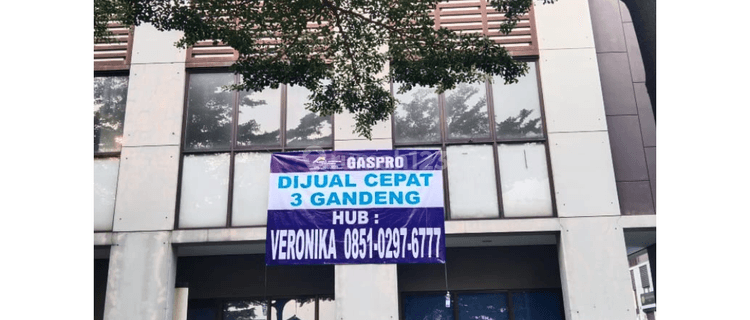 GASPRO
DIJUAL CEPAT
3 GANDENG
HUB :
VERONIKA 0851-0297-6777